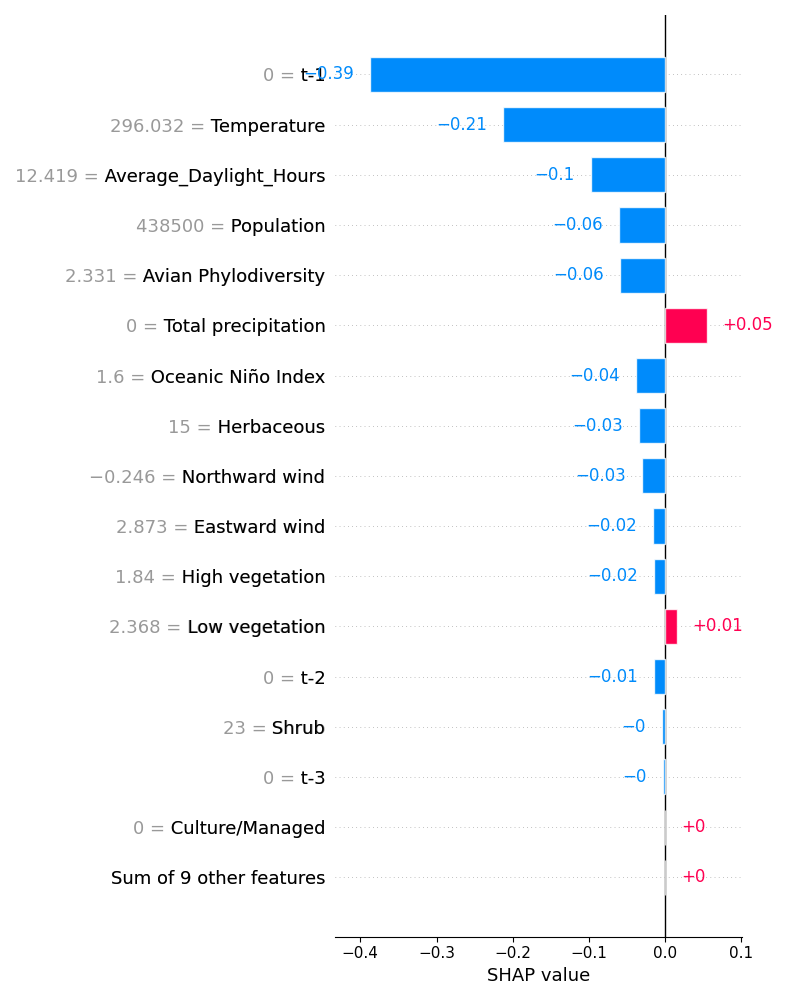 0 = t-1 −0.39
296.032 = Temperature −0.21
12.419 = Average_Daylight_Hours −0.1
438500 = Population −0.06
2.331 = Avian Phylodiversity −0.06
0 = Total precipitation +0.05
1.6 = Oceanic Niño Index −0.04
15 = Herbaceous −0.03
−0.246 = Northward wind −0.03
2.873 = Eastward wind −0.02
1.84 = High vegetation −0.02
2.368 = Low vegetation +0.01
0 = t-2 −0.01
23 = Shrub −0
0 = t-3 −0
0 = Culture/Managed +0
Sum of 9 other features +0
−0.4 −0.3 −0.2 −0.1 0.0 0.1
SHAP value